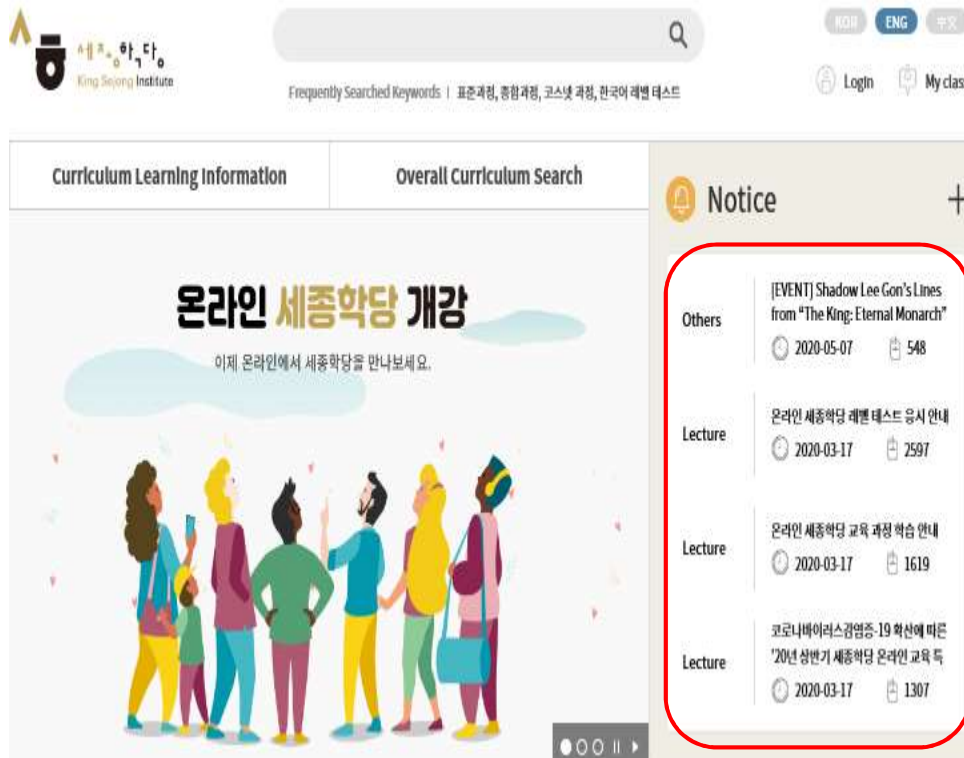 세종학당
King Sejong Institute
KOR ENG 中文
Frequently Searched Keywords | 표준과정, 종합과정, 코스넷 과정, 한국어 레벨 테스트
Login My clas
Curriculum Learning Information
Overall Curriculum Search
온라인 세종학당 개강
이제 온라인에서 세종학당을 만나보세요.
Notice +
Others
[EVENT] Shadow Lee Gon's Lines
from "The King: Eternal Monarch"
2020-05-07 548
Lecture
온라인 세종학당 레벨 테스트 응시 안내
2020-03-17 2597
Lecture
온라인 세종학당 교육 과정 학습 안내
2020-03-17 1619
Lecture
코로나바이러스감염증-19 확산에 따른
'20년 상반기 세종학당 온라인 교육 특
2020-03-17 1307